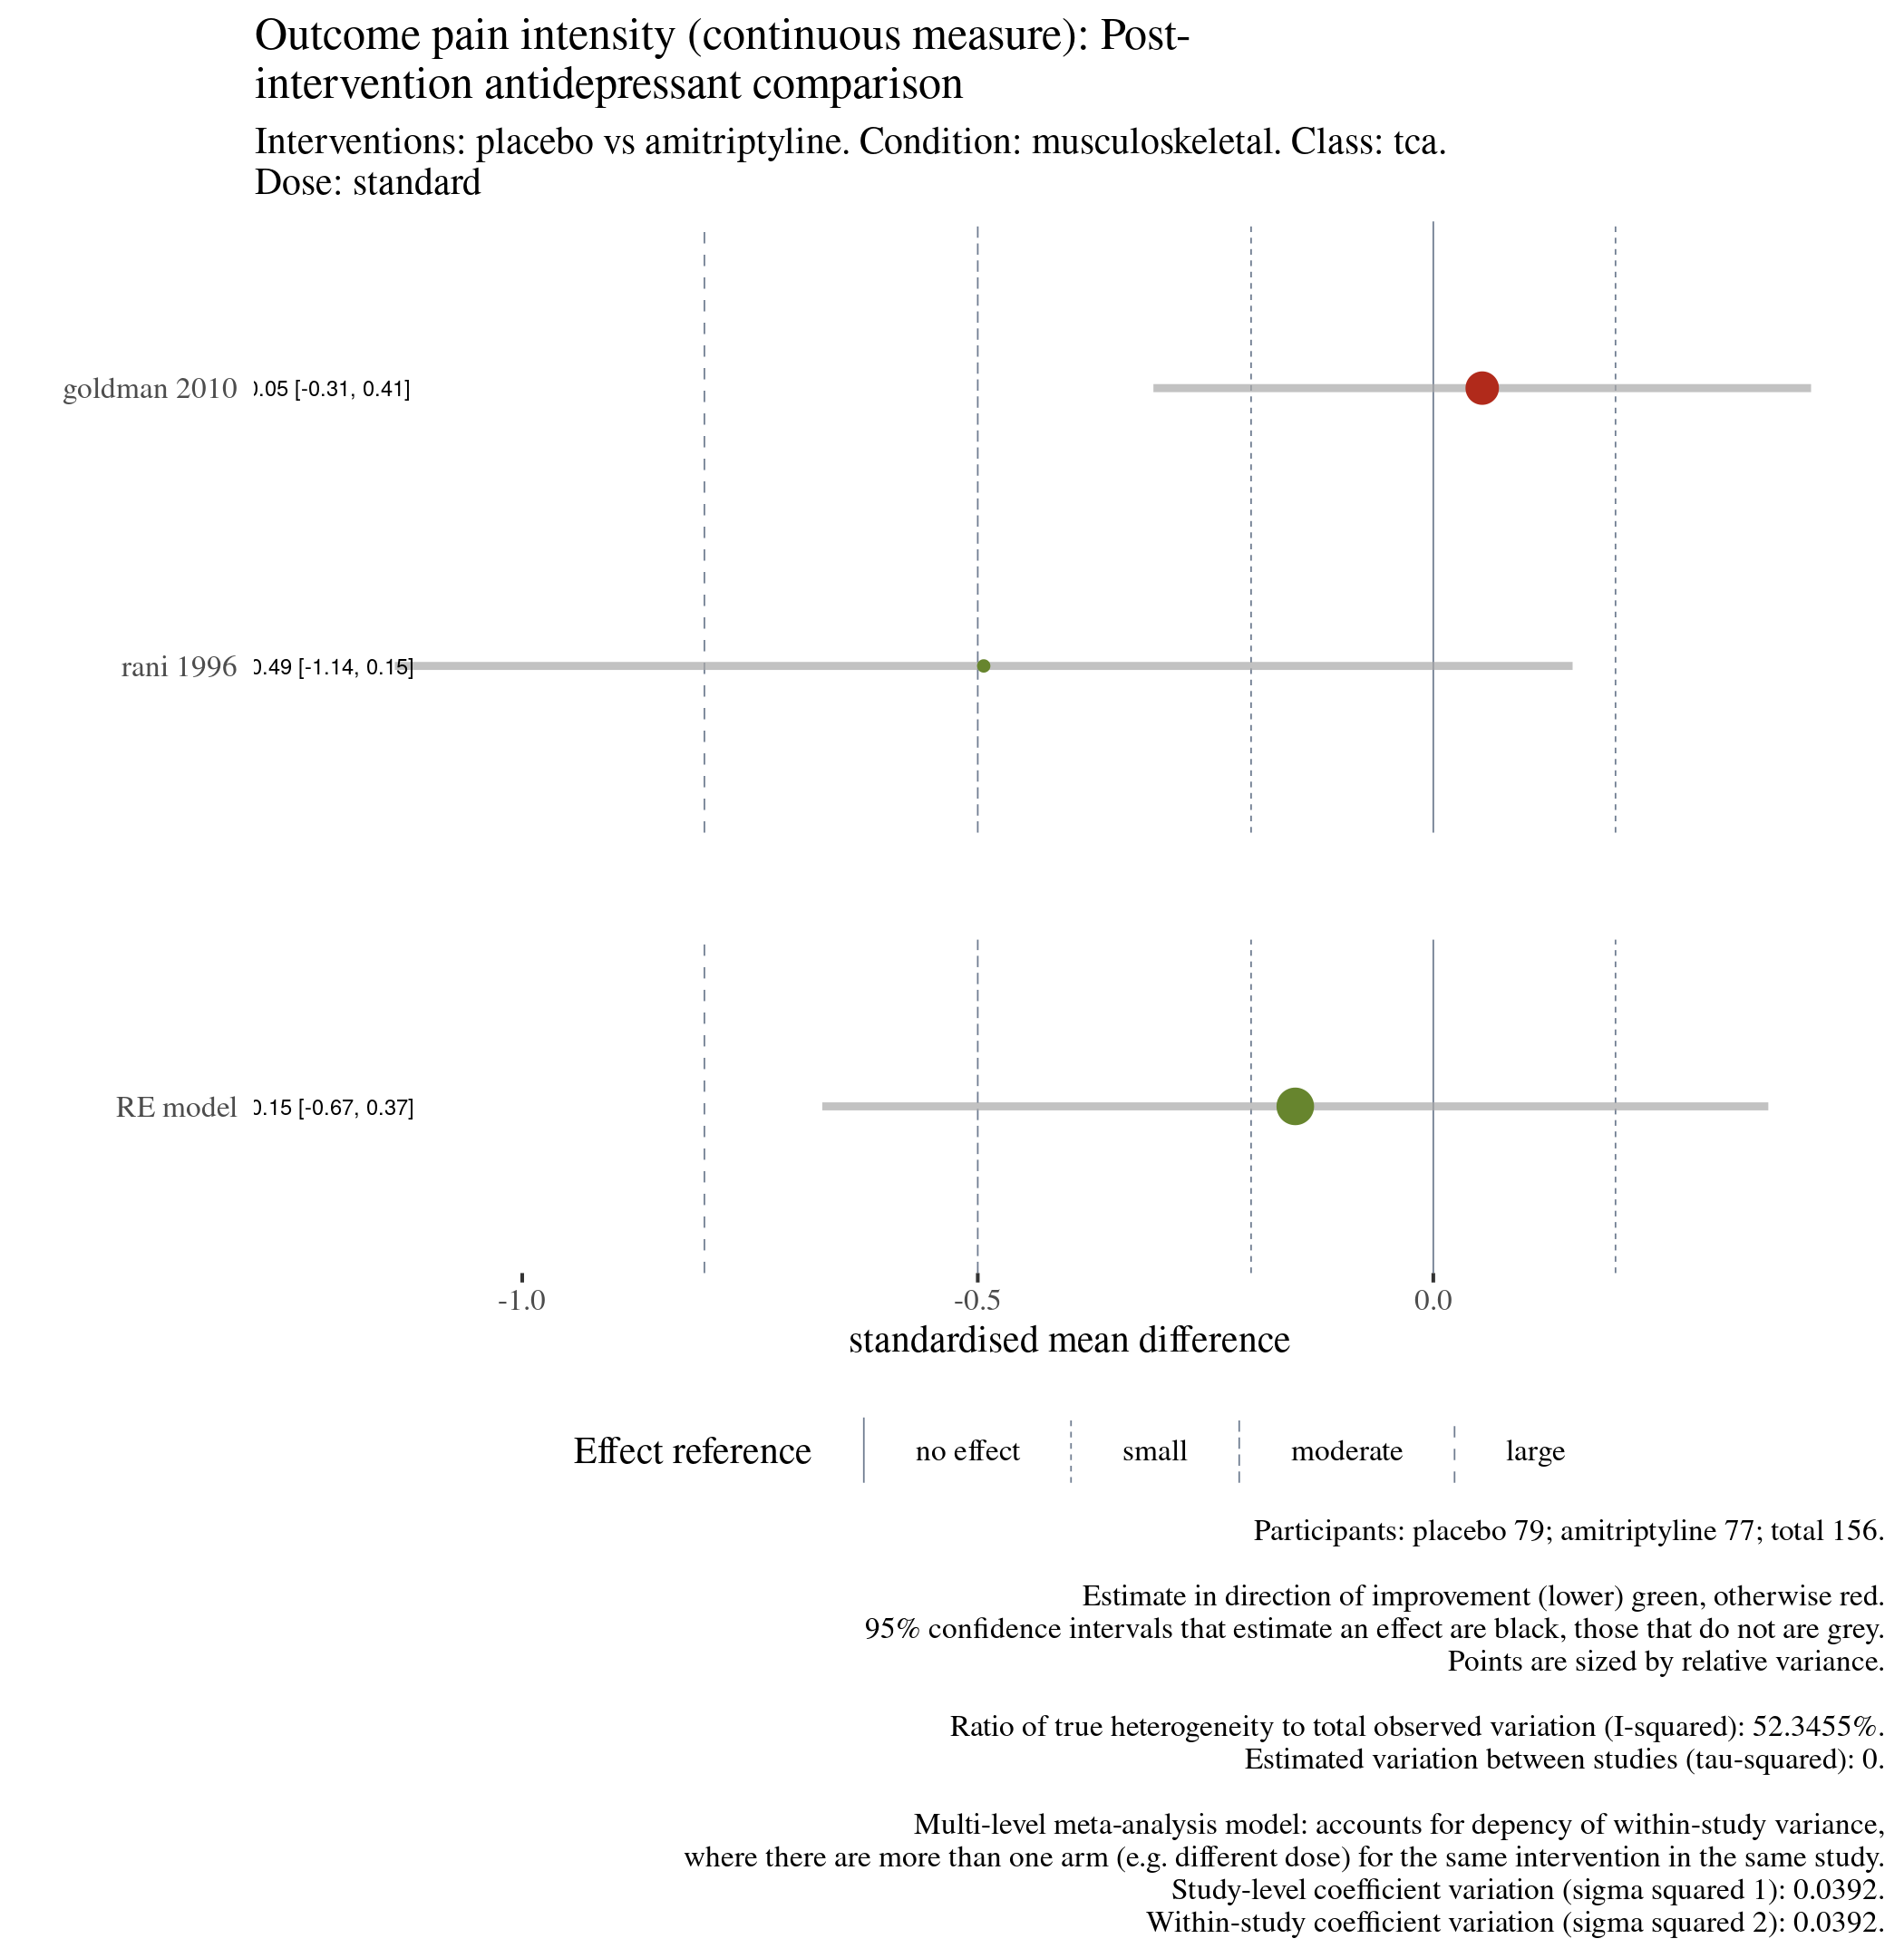 Outcome pain intensity (continuous measure): Post-
intervention antidepressant comparison
Interventions: placebo vs amitriptyline. Condition: musculoskeletal. Class: tca.
Dose: standard
goldman 2010 0.05 [-0.31, 0.41]
rani 1996 0.49 [-1.14, 0.15]
RE model 0.15 [-0.67, 0.37]
-1.0 -0.5 0.0
standardised mean difference
Effect reference no effect small moderate large
Participants: placebo 79; amitriptyline 77; total 156.
Estimate in direction of improvement (lower) green, otherwise red.
95% confidence intervals that estimate an effect are black, those that do not are grey.
Points are sized by relative variance.
Ratio of true heterogeneity to total observed variation (I-squared): 52.3455%.
Estimated variation between studies (tau-squared): 0.
Multi-level meta-analysis model: accounts for depency of within-study variance,
where there are more than one arm (e.g. different dose) for the same intervention in the same study.
Study-level coefficient variation (sigma squared 1): 0.0392.
Within-study coefficient variation (sigma squared 2): 0.0392.